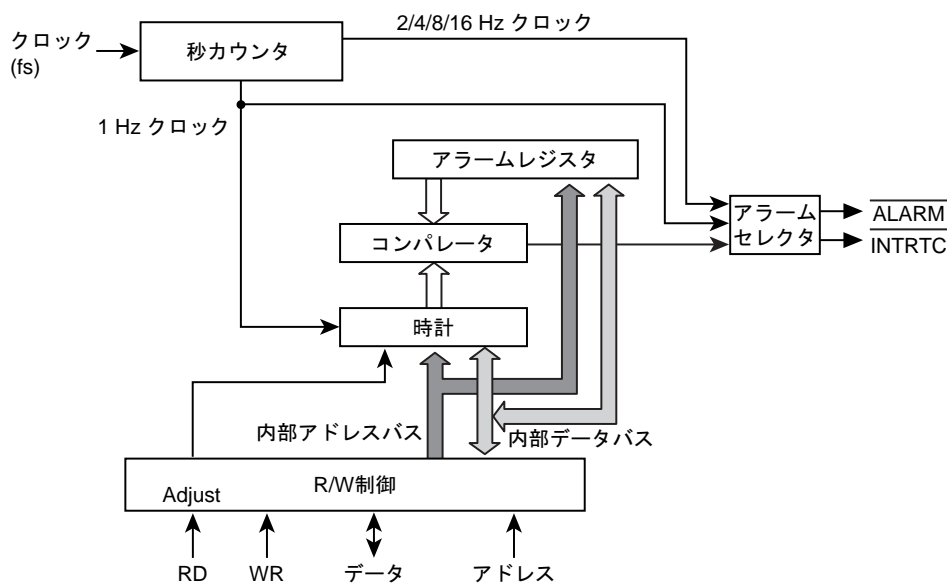 2/4/8/16 Hz クロック
クロック
(fs)
秒カウンタ
1 Hz クロック
アラームレジスタ
アラーム
セレクタ
ALARM
INTRTC
コンパレータ
時計
内部アドレスバス
内部データバス
R/W制御
Adjust
RD
WR
データ
アドレス